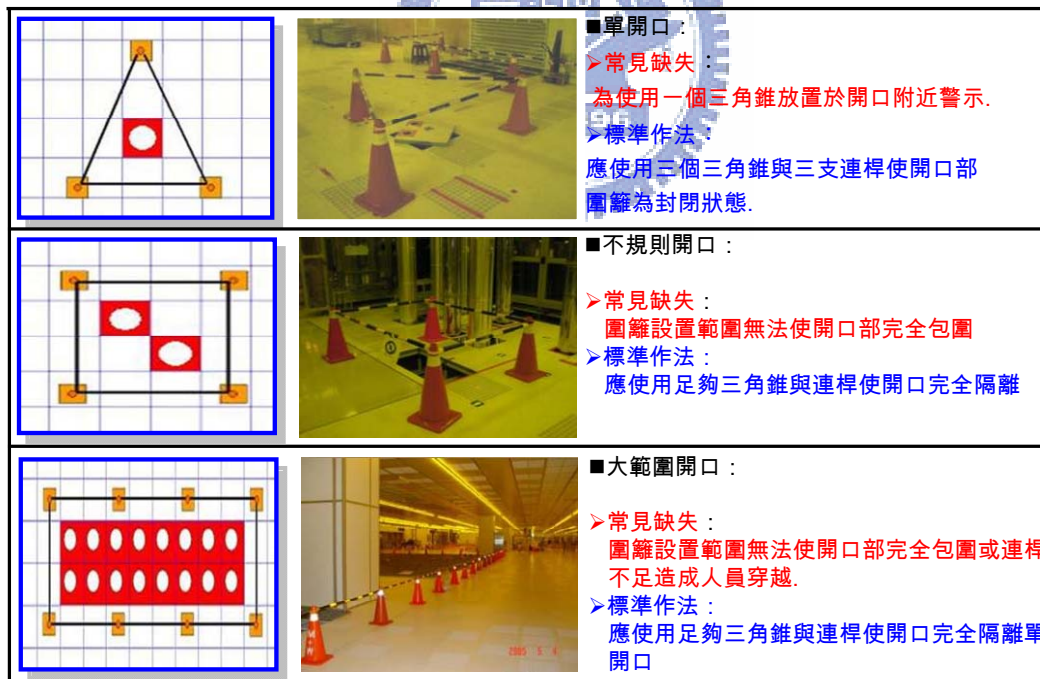 ■單開口：
➢常見缺失：
為使用一個三角錐放置於開口附近警示.
➢標準作法：
應使用三個三角錐與三支連桿使開口部
圍籬為封閉狀態.
96
■不規則開口：
➢常見缺失：
圍籬設置範圍無法使開口部完全包圍
➢標準作法：
應使用足夠三角錐與連桿使開口完全隔離
■大範圍開口：
➢常見缺失：
圍籬設置範圍無法使開口部完全包圍或連桿
不足造成人員穿越.
➢標準作法：
應使用足夠三角錐與連桿使開口完全隔離單
開口
M+W
2005 5 4